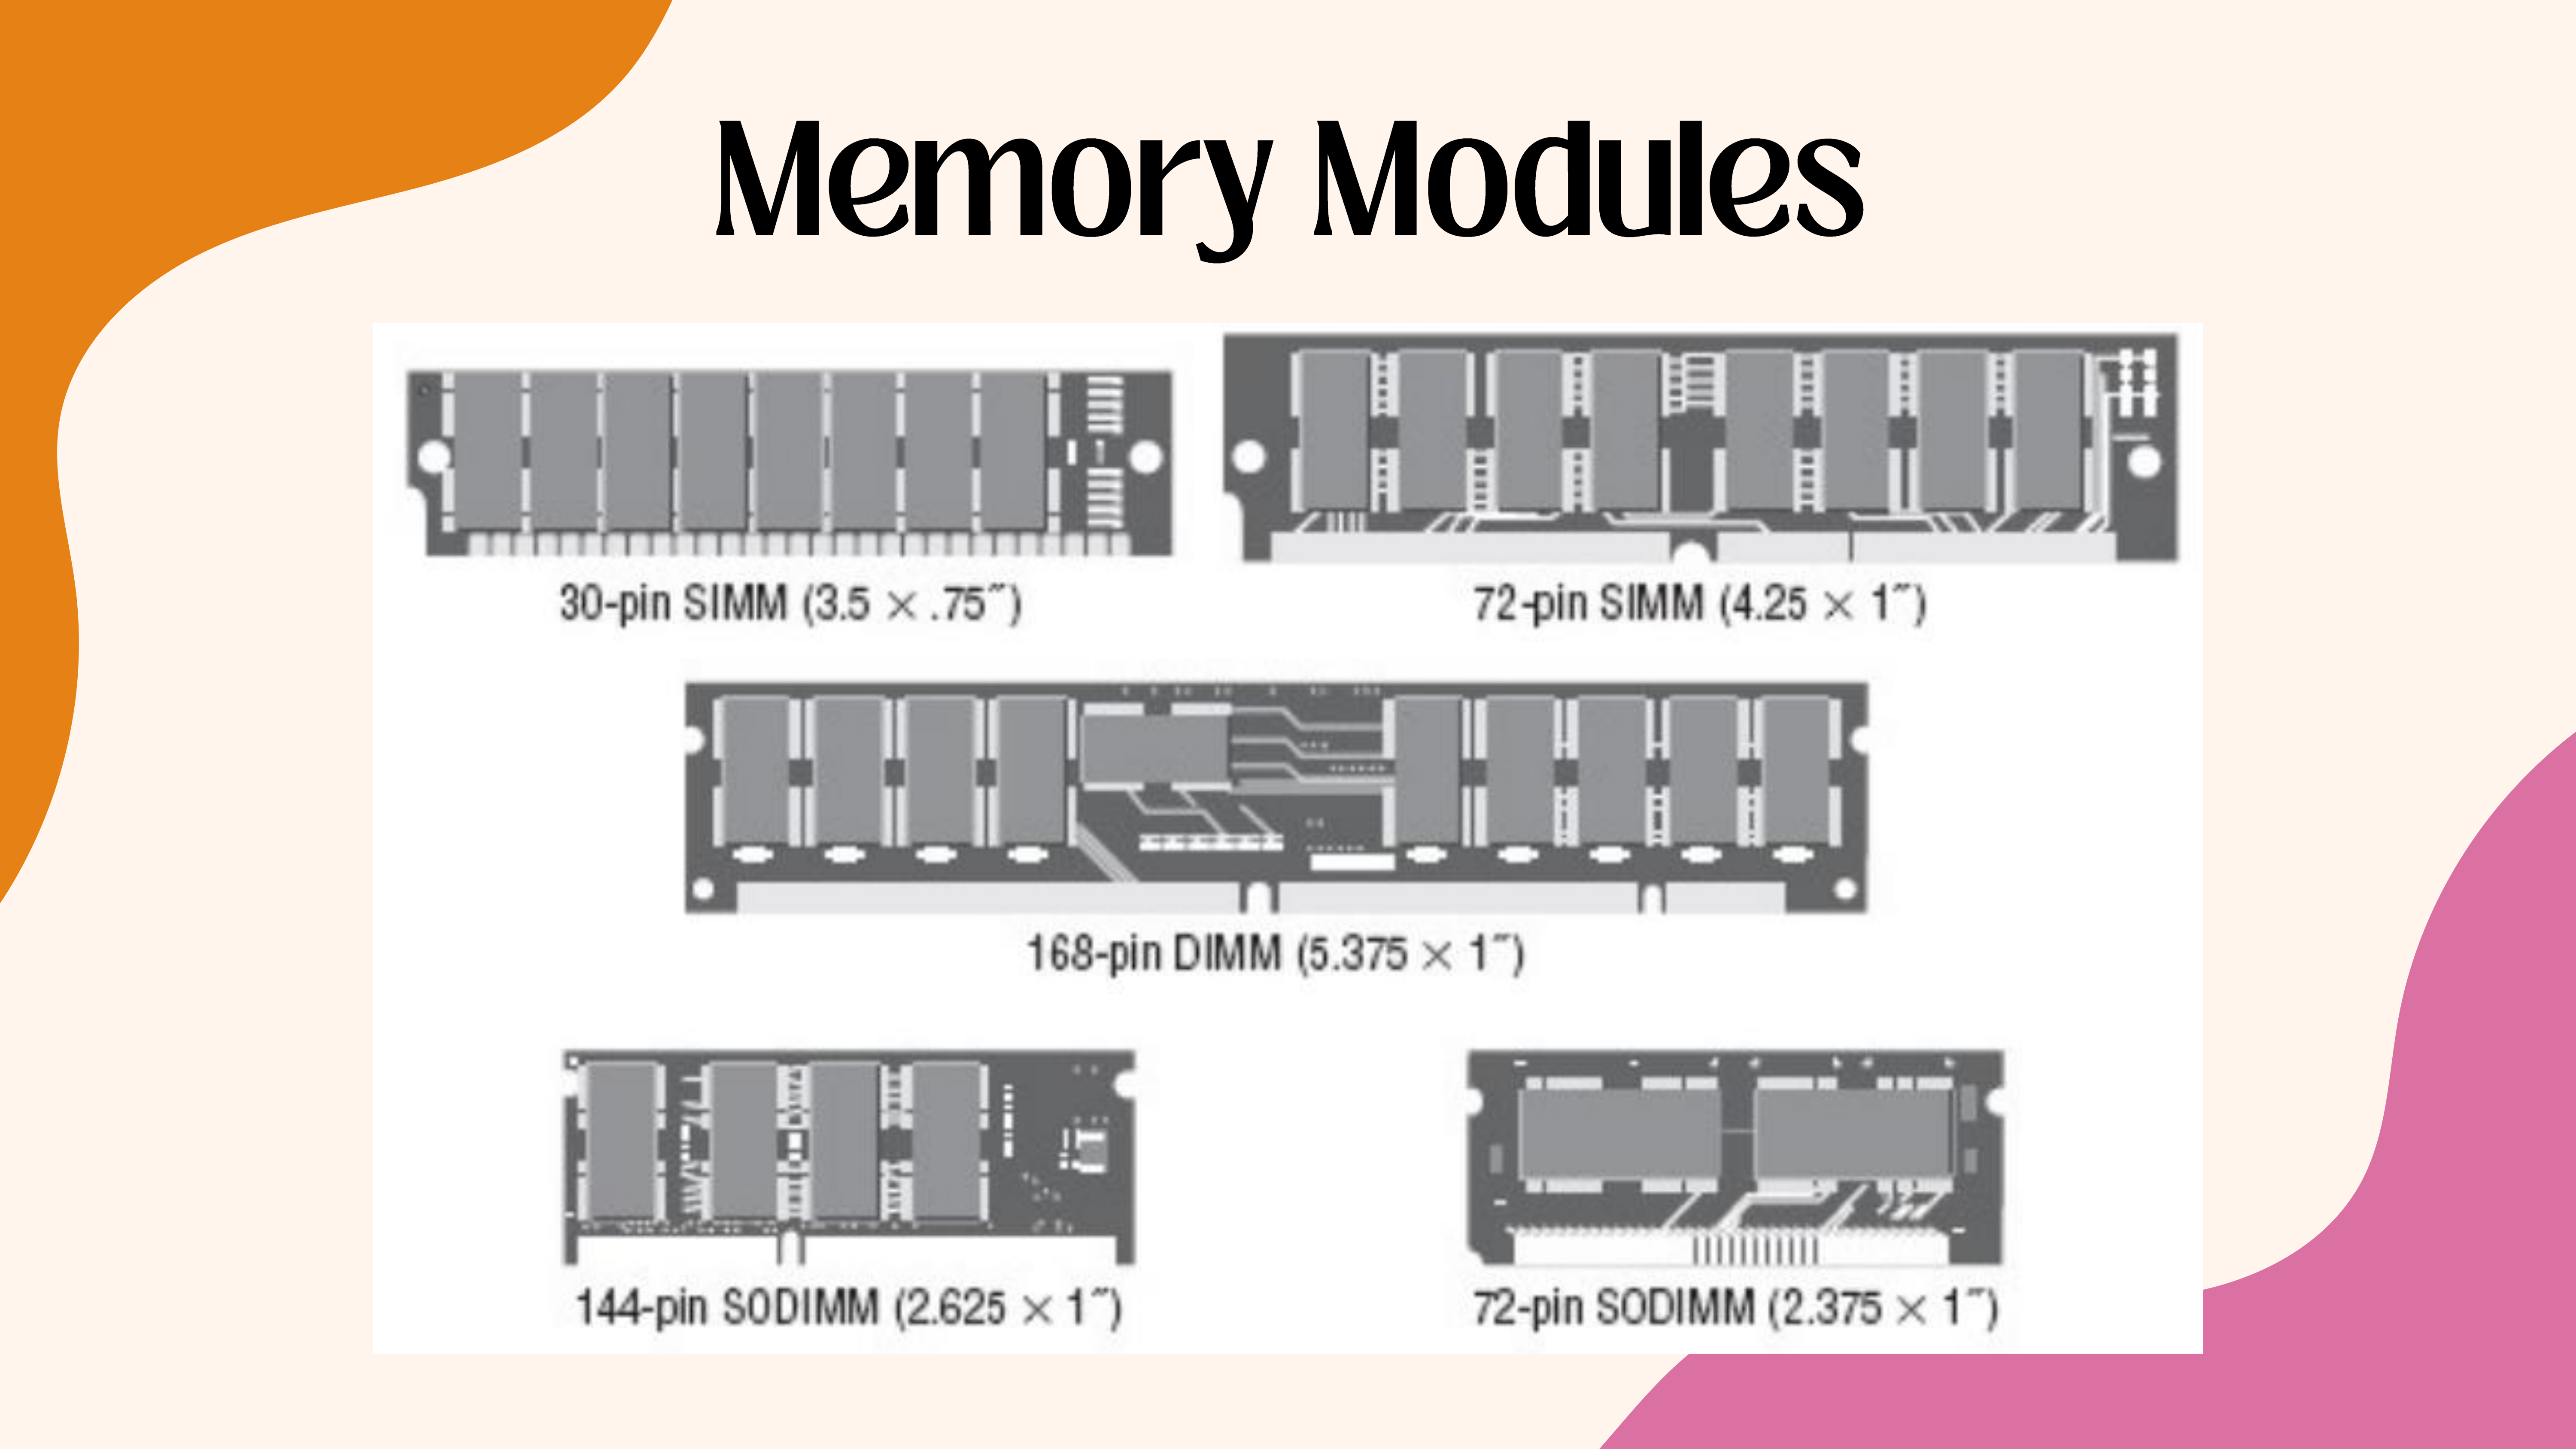 Memory Modules
30-pin SIMM (3.5 × .75˝)
72-pin SIMM (4.25 × 1˝)
168-pin DIMM (5.375 × 1˝)
144-pin SODIMM (2.625 × 1˝)
72-pin SODIMM (2.375 × 1˝)